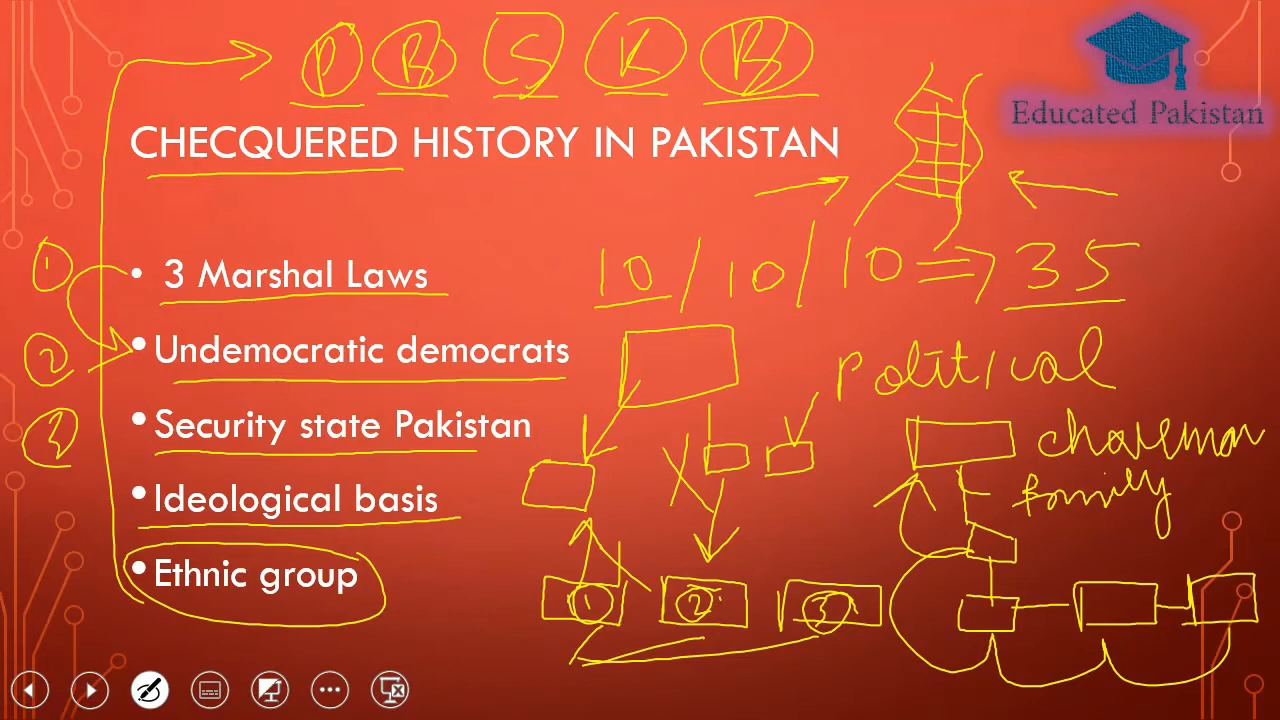 P B S K B
Educated Pakistan
CHECQUERED HISTORY IN PAKISTAN
① • 3 Marshal Laws 10 / 10 / 10 ⇒ 35
② • Undemocratic democrats Political
3 • Security state Pakistan chareman
• Ideological basis family
• Ethnic group
① ② ③